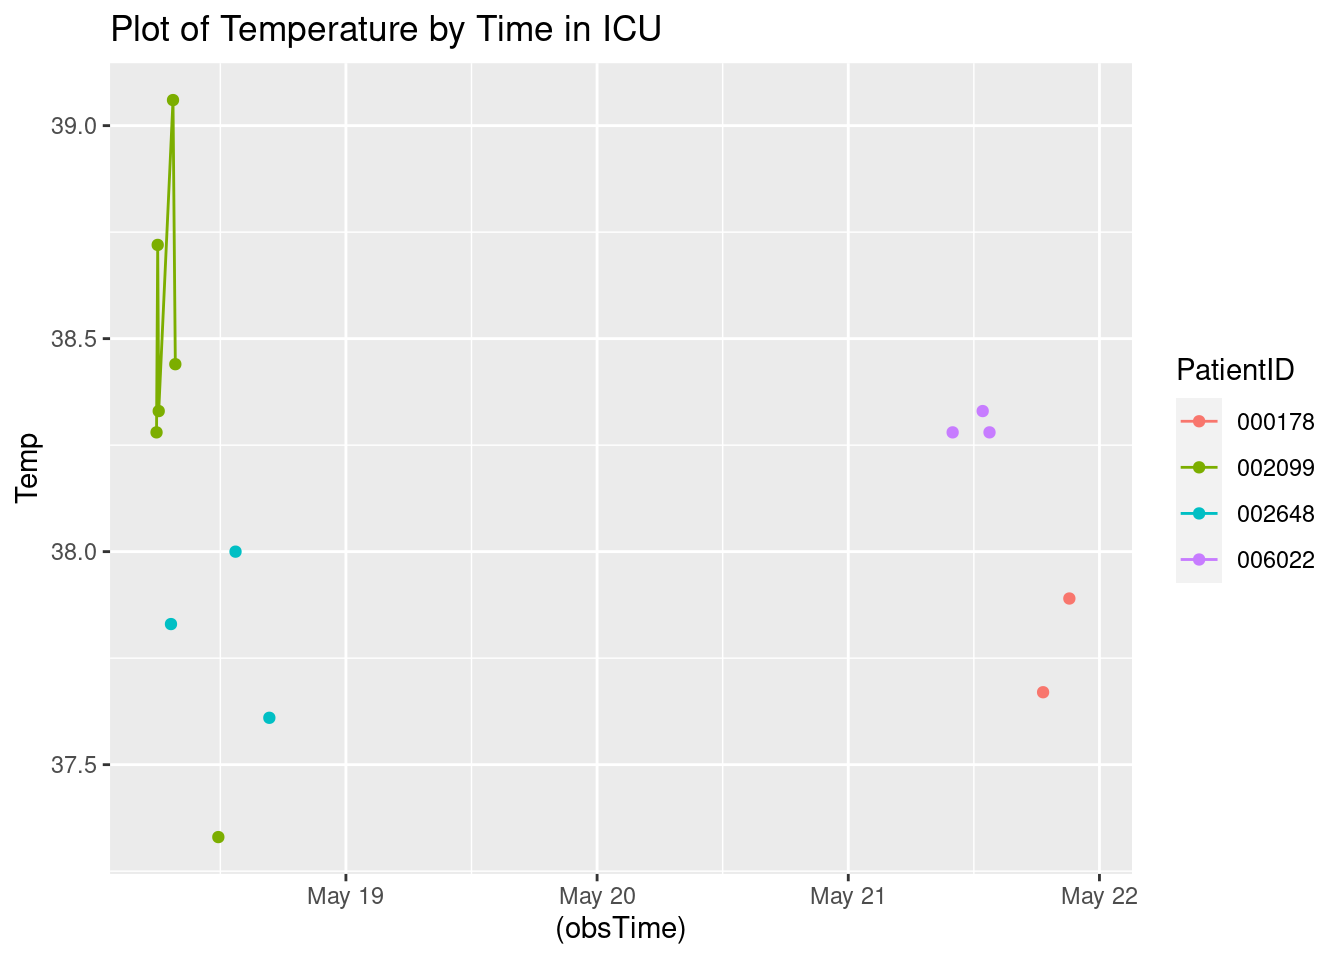 Plot of Temperature by Time in ICU
39.0
38.5
38.0
37.5
Temp
May 19
May 20
May 21
May 22
(obsTime)
PatientID
000178
002099
002648
006022